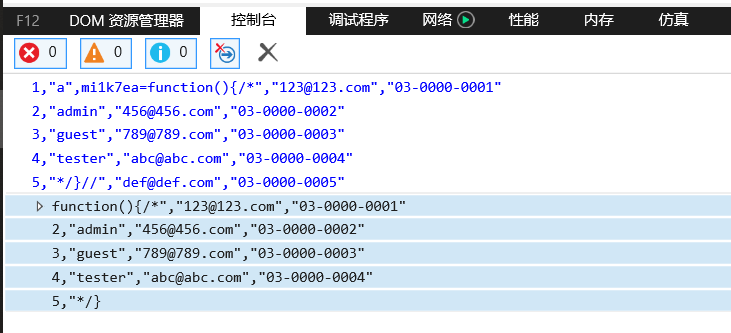 F12 DOM 资源管理器 控制台 调试程序 网络 性能 内存 仿真
0 0 0
1,"a",mi1k7ea=function(){/*","123@123.com","03-0000-0001"
2,"admin","456@456.com","03-0000-0002"
3,"guest","789@789.com","03-0000-0003"
4,"tester","abc@abc.com","03-0000-0004"
5,"*/}//","def@def.com","03-0000-0005"
function(){/*","123@123.com","03-0000-0001"
2,"admin","456@456.com","03-0000-0002"
3,"guest","789@789.com","03-0000-0003"
4,"tester","abc@abc.com","03-0000-0004"
5,"*/}